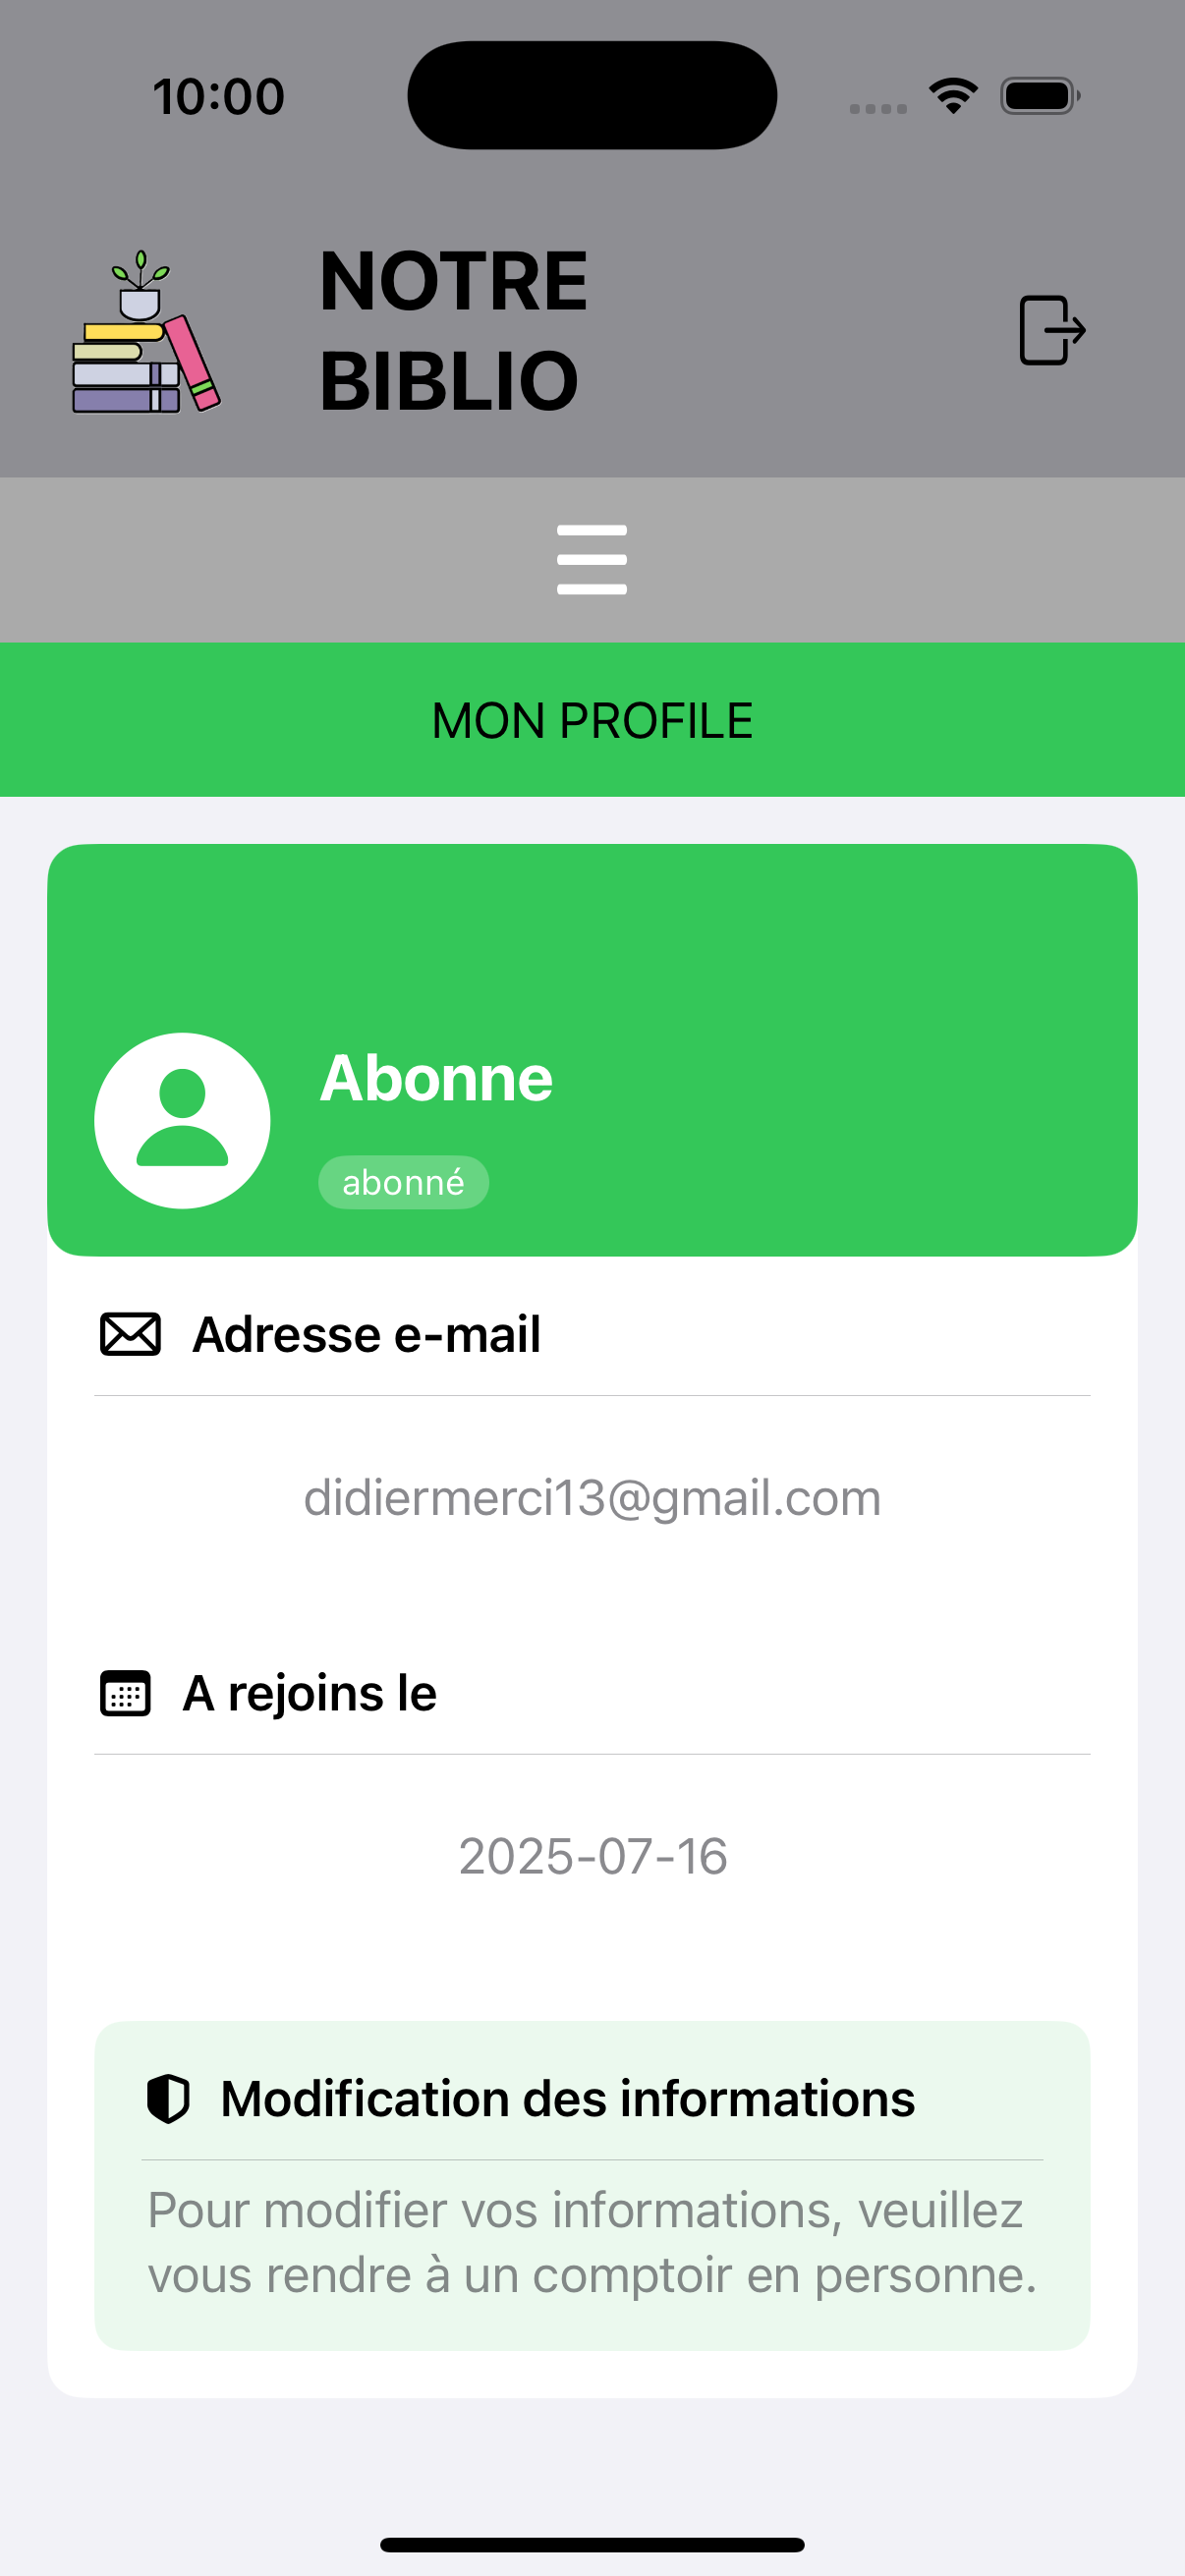 10:00
NOTRE
BIBLIO
MON PROFILE
Abonne
abonné
Adresse e-mail
didiermerci13@gmail.com
A rejoins le
2025-07-16
Modification des informations
Pour modifier vos informations, veuillez
vous rendre à un comptoir en personne.